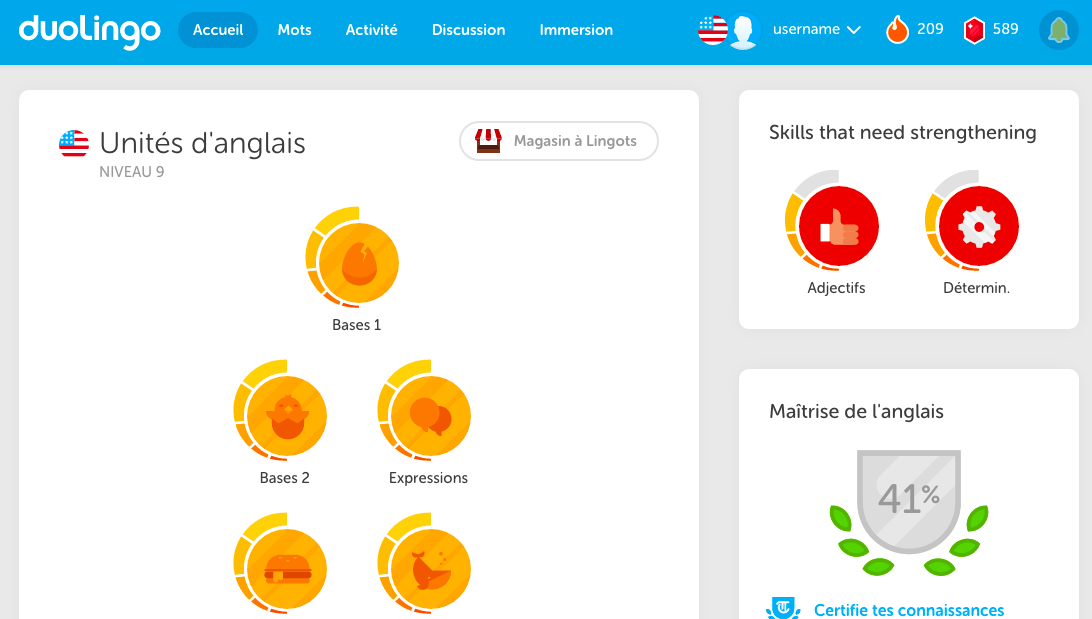 duolingo
Accueil Mots Activité Discussion Immersion
username 209 589
Unités d'anglais
NIVEAU 9
Magasin à Lingots
Bases 1
Bases 2 Expressions
Skills that need strengthening
Adjectifs Détermin.
Maîtrise de l'anglais
41%
Certifie tes connaissances